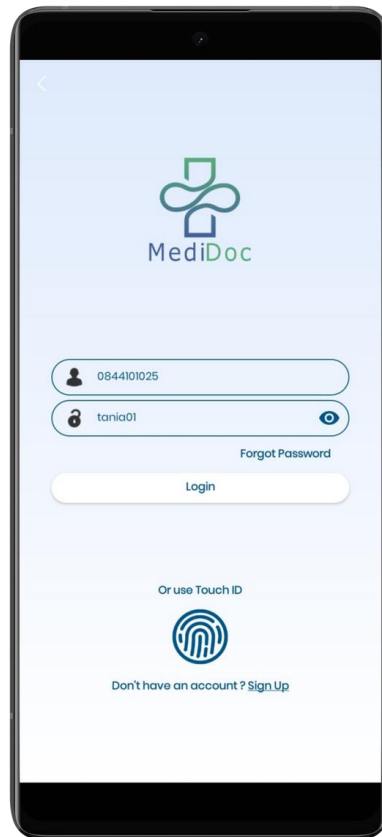 MediDoc
0844101025
tania01
Forgot Password
Login
Or use Touch ID
Don't have an account ? Sign Up